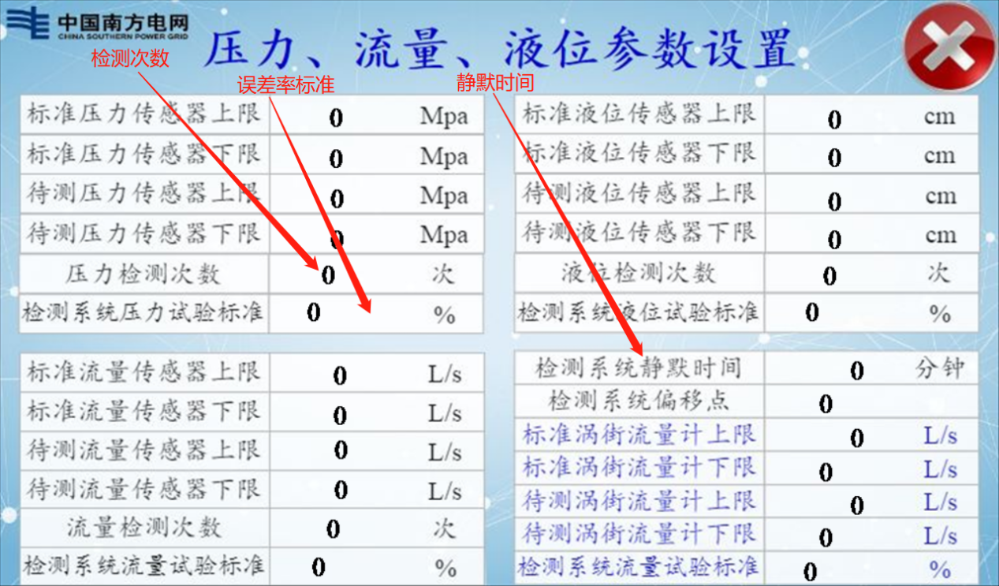 中国南方电网
CHINA SOUTHERN POWER GRID
压力、流量、液位参数设置
检测次数
误差率标准
静默时间
标准压力传感器上限 0 Mpa
标准压力传感器下限 0 Mpa
待测压力传感器上限 0 Mpa
待测压力传感器下限 0 Mpa
压力检测次数 0 次
检测系统压力试验标准 0 %
标准液位传感器上限 0 cm
标准液位传感器下限 0 cm
待测液位传感器上限 0 cm
待测液位传感器下限 0 cm
液位检测次数 0 次
检测系统液位试验标准 0 %
标准流量传感器上限 0 L/s
标准流量传感器下限 0 L/s
待测流量传感器上限 0 L/s
待测流量传感器下限 0 L/s
流量检测次数 0 次
检测系统流量试验标准 0 %
检测系统静默时间 0 分钟
检测系统偏移点 0
标准涡街流量计上限 0 L/s
标准涡街流量计下限 0 L/s
待测涡街流量计上限 0 L/s
待测涡街流量计下限 0 L/s
检测系统流量试验标准 0 %